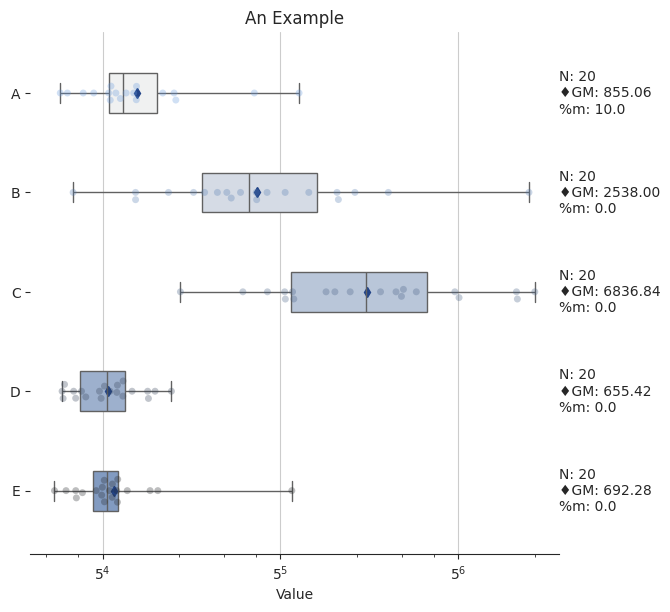 An Example
A
N: 20
♦GM: 855.06
%m: 10.0
B
N: 20
♦GM: 2538.00
%m: 0.0
C
N: 20
♦GM: 6836.84
%m: 0.0
D
N: 20
♦GM: 655.42
%m: 0.0
E
N: 20
♦GM: 692.28
%m: 0.0
5⁴ 5⁵ 5⁶
Value